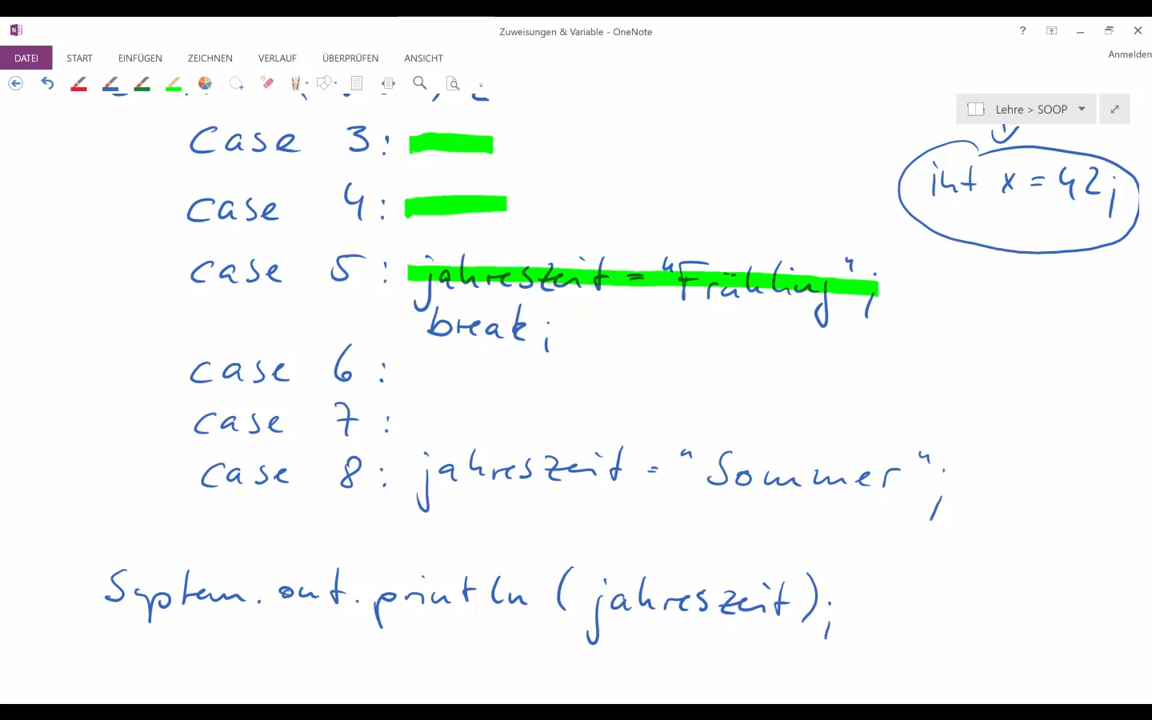 Zuweisungen & Variable - OneNote
?
Anmelden
DATEI START EINFÜGEN ZEICHNEN VERLAUF ÜBERPRÜFEN ANSICHT
Lehre > SOOP
case 3:
int x = 42;
case 4:
case 5: jahreszeit = "Frühling";
break;
case 6:
case 7:
case 8: jahreszeit = "Sommer";
System.out.println (jahreszeit);